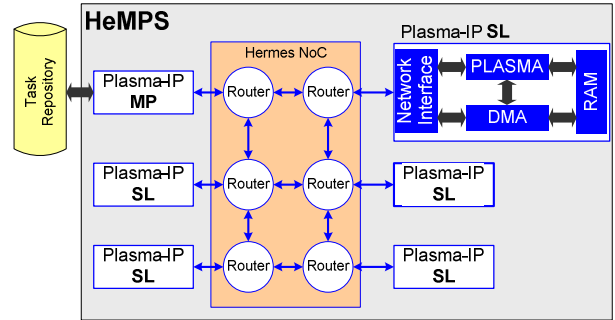 HeMPS
Task
Repository
Hermes NoC
Plasma-IP SL
Plasma-IP
MP
Router
Router
Network
Interface
PLASMA
DMA
RAM
Plasma-IP
SL
Router
Router
Plasma-IP
SL
Plasma-IP
SL
Router
Router
Plasma-IP
SL